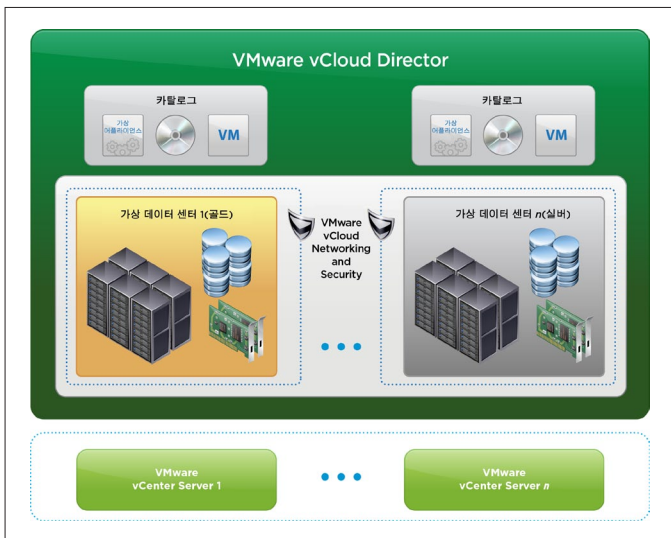 VMware vCloud Director
카탈로그
가상
어플라이언스
VM
카탈로그
가상
어플라이언스
VM
가상 데이터 센터 1(골드)
VMware
vCloud
Networking
and
Security
가상 데이터 센터 n(실버)
VMware
vCenter Server 1
VMware
vCenter Server n